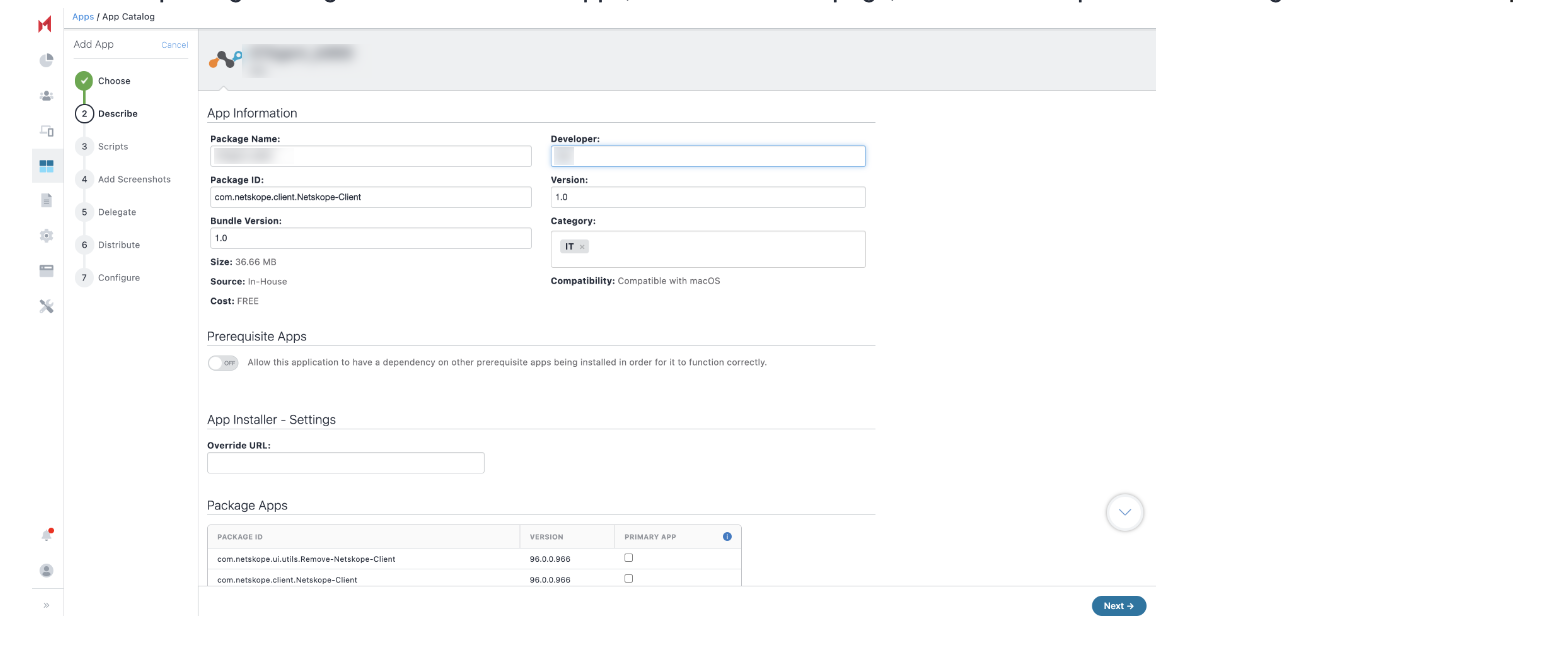 Apps / App Catalog
Add App Cancel
Choose
2 Describe
3 Scripts
4 Add Screenshots
5 Delegate
6 Distribute
7 Configure
App Information
Package Name: Developer:
Package ID: Version:
com.netskope.client.Netskope-Client 1.0
Bundle Version: Category:
1.0 IT ×
Size: 36.66 MB
Source: In-House Compatibility: Compatible with macOS
Cost: FREE
Prerequisite Apps
OFF Allow this application to have a dependency on other prerequisite apps being installed in order for it to function correctly.
App Installer - Settings
Override URL:
Package Apps
PACKAGE ID VERSION PRIMARY APP i
com.netskope.ui.utils.Remove-Netskope-Client 96.0.0.966
com.netskope.client.Netskope-Client 96.0.0.966
Next →